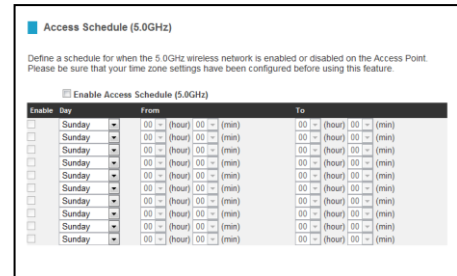 Access Schedule (5.0GHz)
Define a schedule for when the 5.0GHz wireless network is enabled or disabled on the Access Point.
Please be sure that your time zone settings have been configured before using this feature.
Enable Access Schedule (5.0GHz)
Enable Day From To
Sunday 00 (hour) 00 (min) 00 (hour) 00 (min)
Sunday 00 (hour) 00 (min) 00 (hour) 00 (min)
Sunday 00 (hour) 00 (min) 00 (hour) 00 (min)
Sunday 00 (hour) 00 (min) 00 (hour) 00 (min)
Sunday 00 (hour) 00 (min) 00 (hour) 00 (min)
Sunday 00 (hour) 00 (min) 00 (hour) 00 (min)
Sunday 00 (hour) 00 (min) 00 (hour) 00 (min)
Sunday 00 (hour) 00 (min) 00 (hour) 00 (min)
Sunday 00 (hour) 00 (min) 00 (hour) 00 (min)
Sunday 00 (hour) 00 (min) 00 (hour) 00 (min)